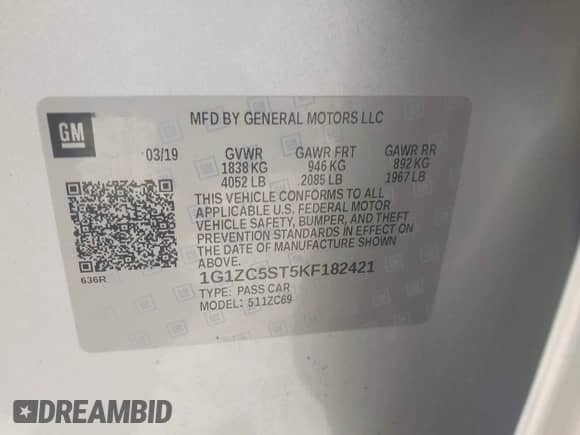 GM
MFD BY GENERAL MOTORS LLC
03/19 GVWR GAWR FRT GAWR RR
1838 KG 946 KG 892 KG
4052 LB 2085 LB 1967 LB
THIS VEHICLE CONFORMS TO ALL
APPLICABLE U.S. FEDERAL MOTOR
VEHICLE SAFETY, BUMPER, AND THEFT
PREVENTION STANDARDS IN EFFECT ON
THE DATE OF MANUFACTURE SHOWN
ABOVE.
636R
1G1ZC5ST5KF182421
TYPE: PASS CAR
MODEL: 511ZC69
DREAMBID